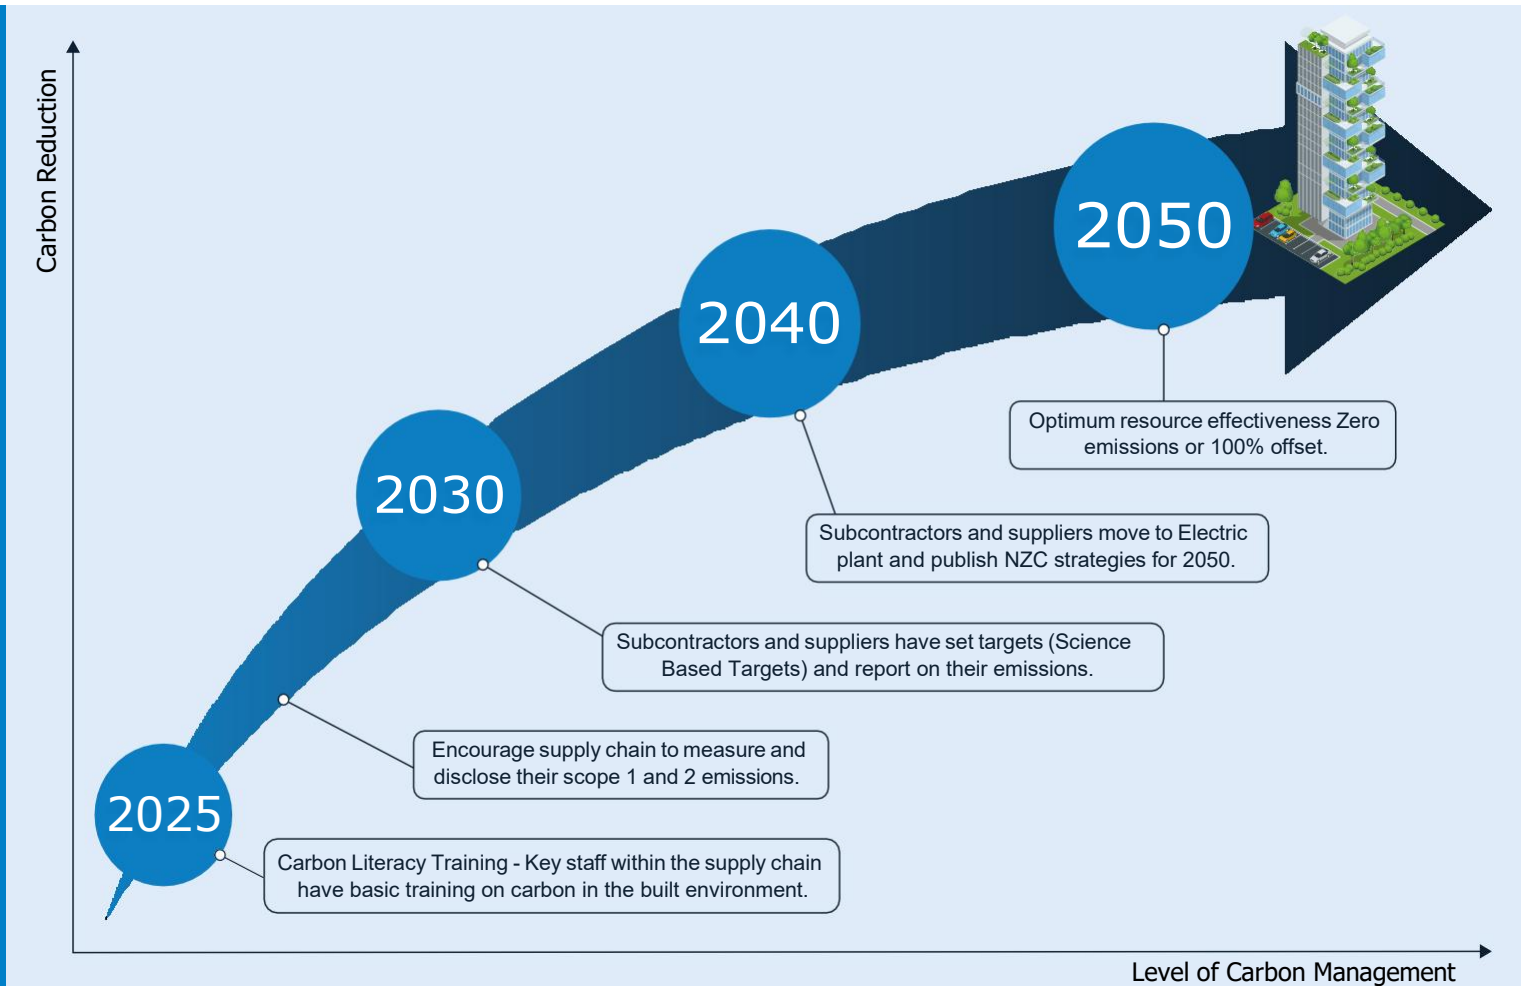 Carbon Reduction
2050
2040
Optimum resource effectiveness Zero
emissions or 100% offset.
2030
Subcontractors and suppliers move to Electric
plant and publish NZC strategies for 2050.
Subcontractors and suppliers have set targets (Science
Based Targets) and report on their emissions.
Encourage supply chain to measure and
disclose their scope 1 and 2 emissions.
2025
Carbon Literacy Training - Key staff within the supply chain
have basic training on carbon in the built environment.
Level of Carbon Management